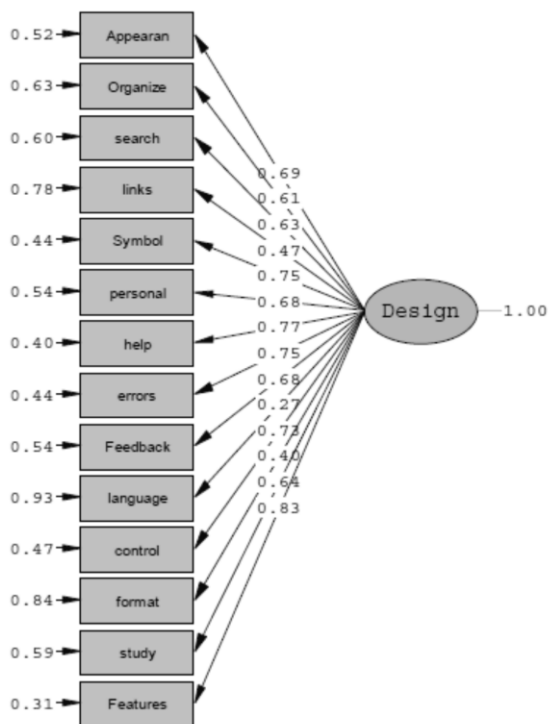 0.52 Appearan
0.63 Organize
0.60 search
0.69
0.78 links
0.61
0.63
0.44 Symbol
0.47
0.75
0.54 personal
0.68
Design 1.00
0.77
0.40 help
0.75
0.68
0.44 errors
0.27
0.73
0.54 Feedback
0.40
0.64
0.93 language
0.83
0.47 control
0.84 format
0.59 study
0.31 Features